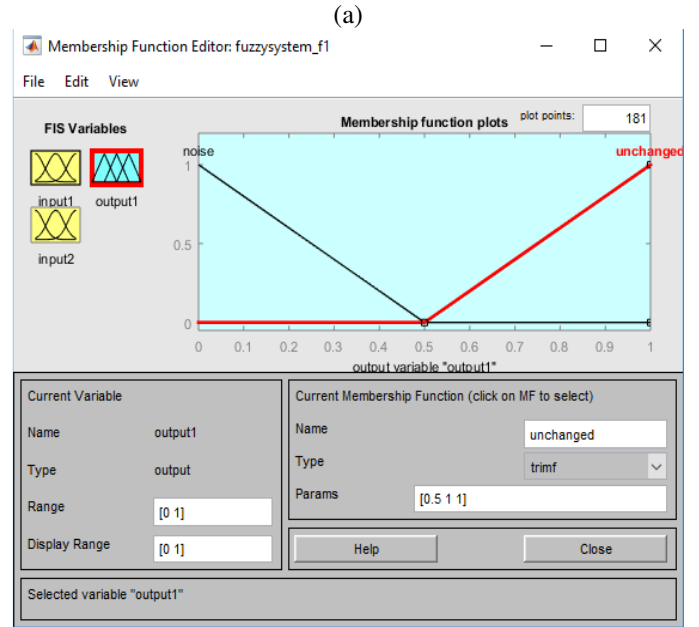 (a)
Membership Function Editor: fuzzysystem_f1
File Edit View
FIS Variables
Membership function plots
plot points: 181
input1 output1
input2
noise
unchanged
1
0.5
0
0 0.1 0.2 0.3 0.4 0.5 0.6 0.7 0.8 0.9 1
output variable "output1"
Current Variable
Name output1
Type output
Range [0 1]
Display Range [0 1]
Current Membership Function (click on MF to select)
Name unchanged
Type trimf
Params [0.5 1 1]
Help Close
Selected variable "output1"